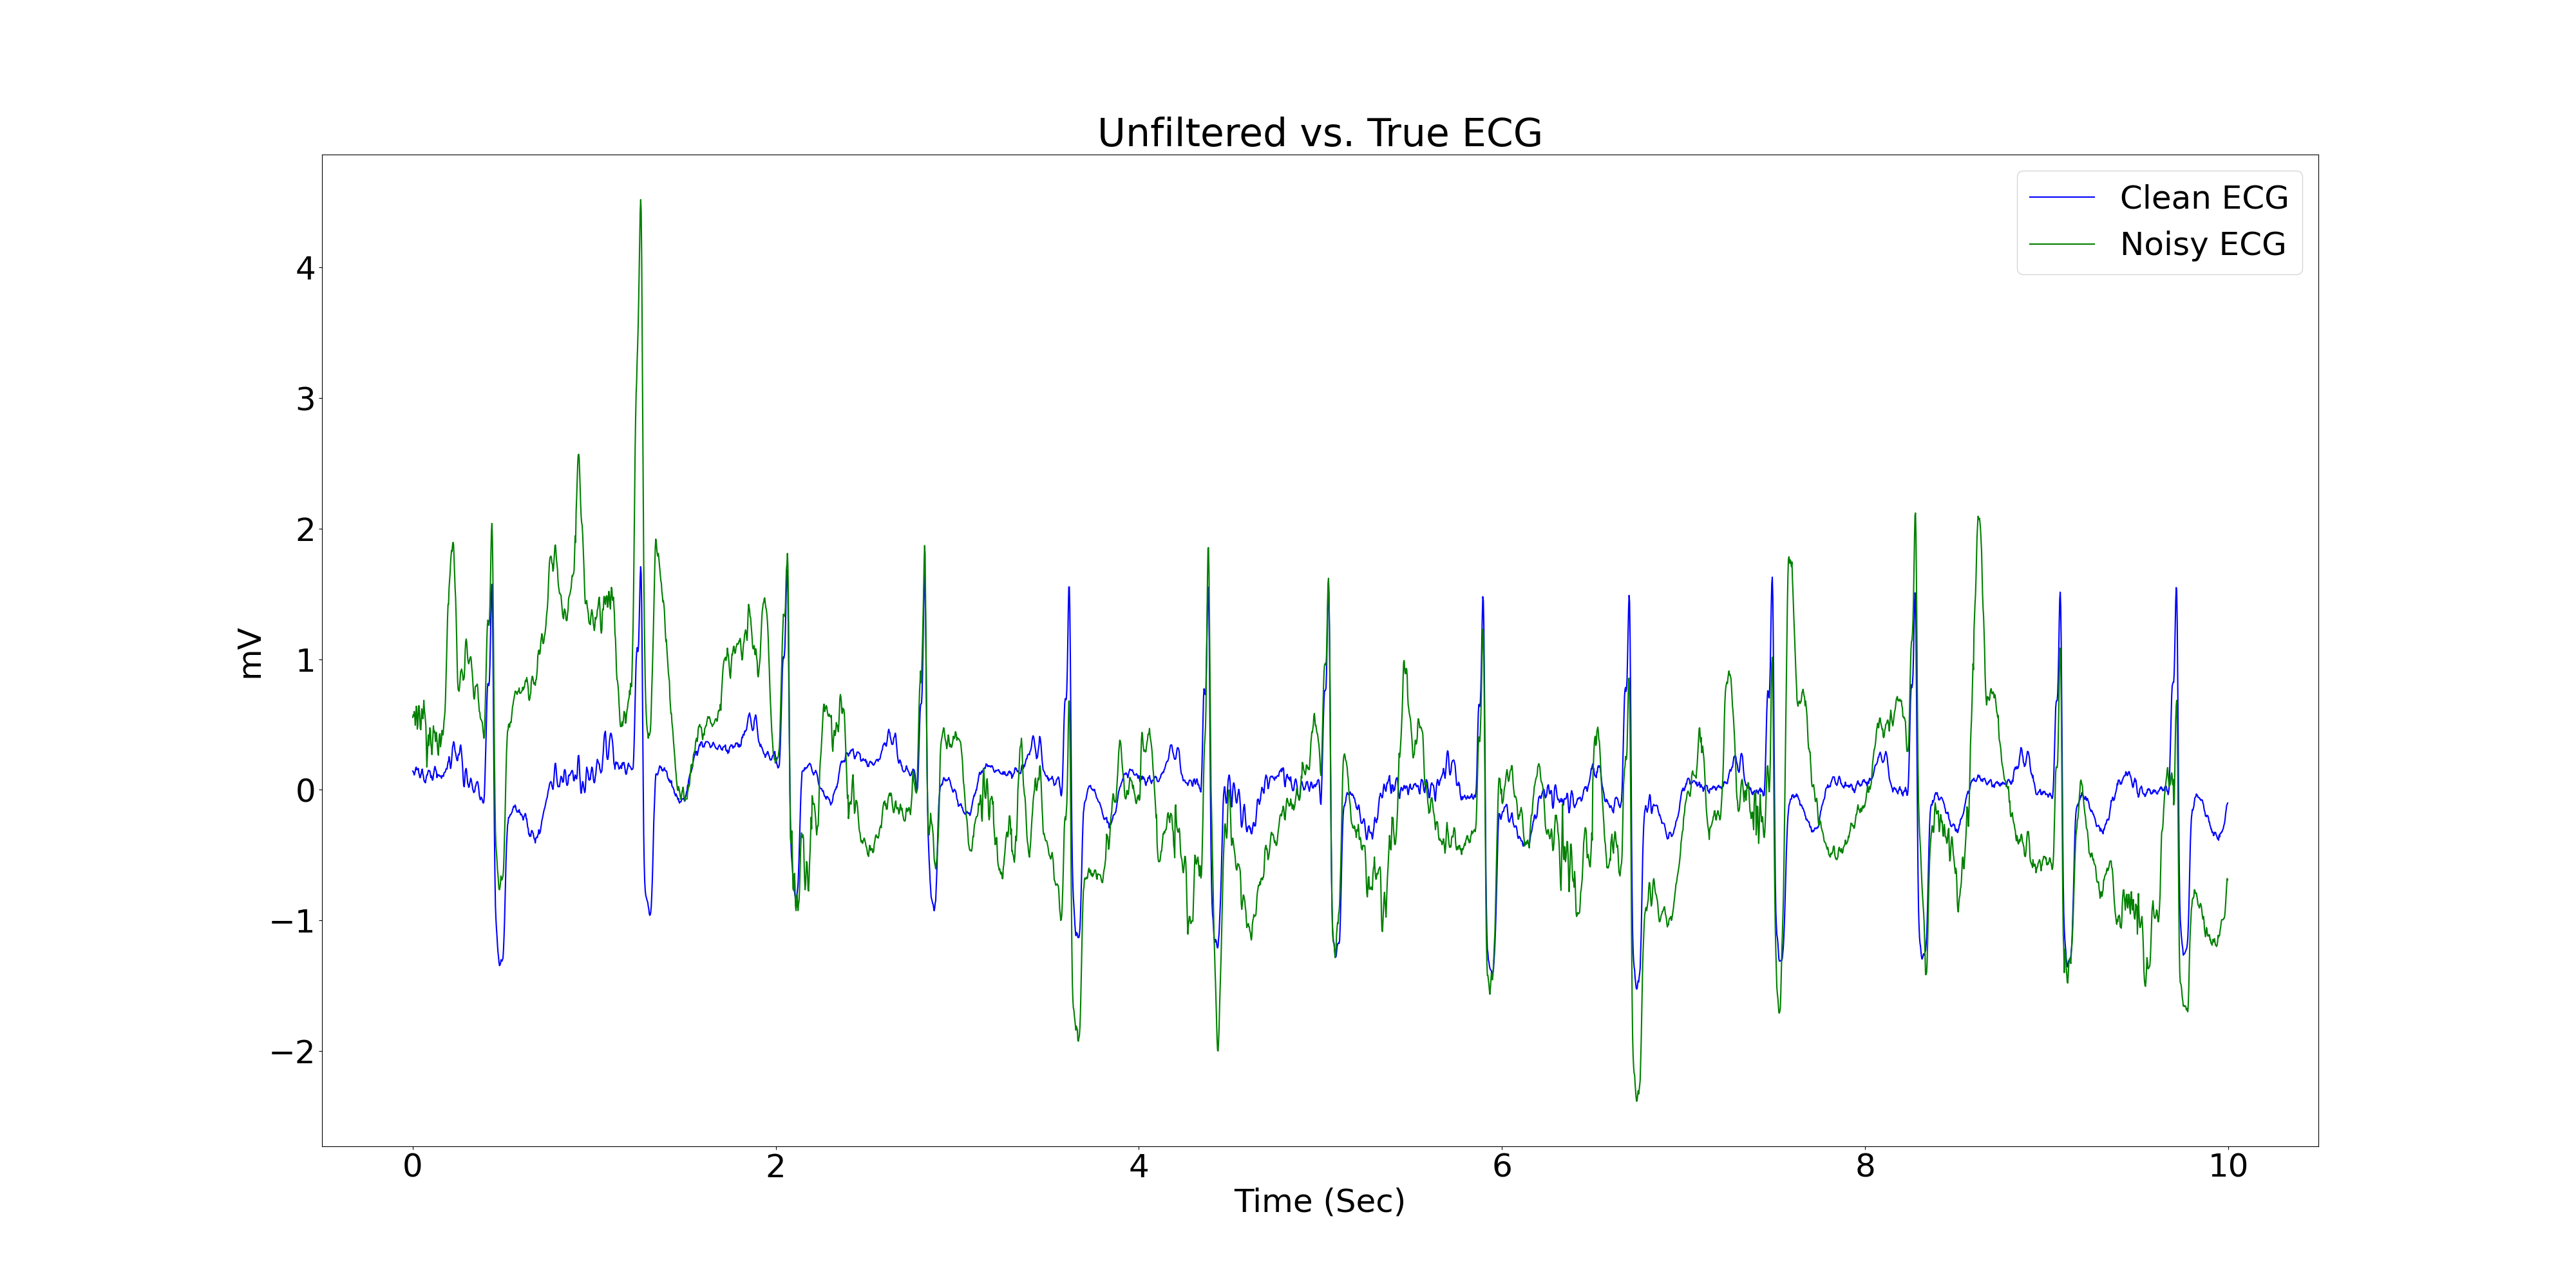 Unfiltered vs. True ECG
Clean ECG
Noisy ECG
4
3
2
1
0
−1
−2
mV
0 2 4 6 8 10
Time (Sec)